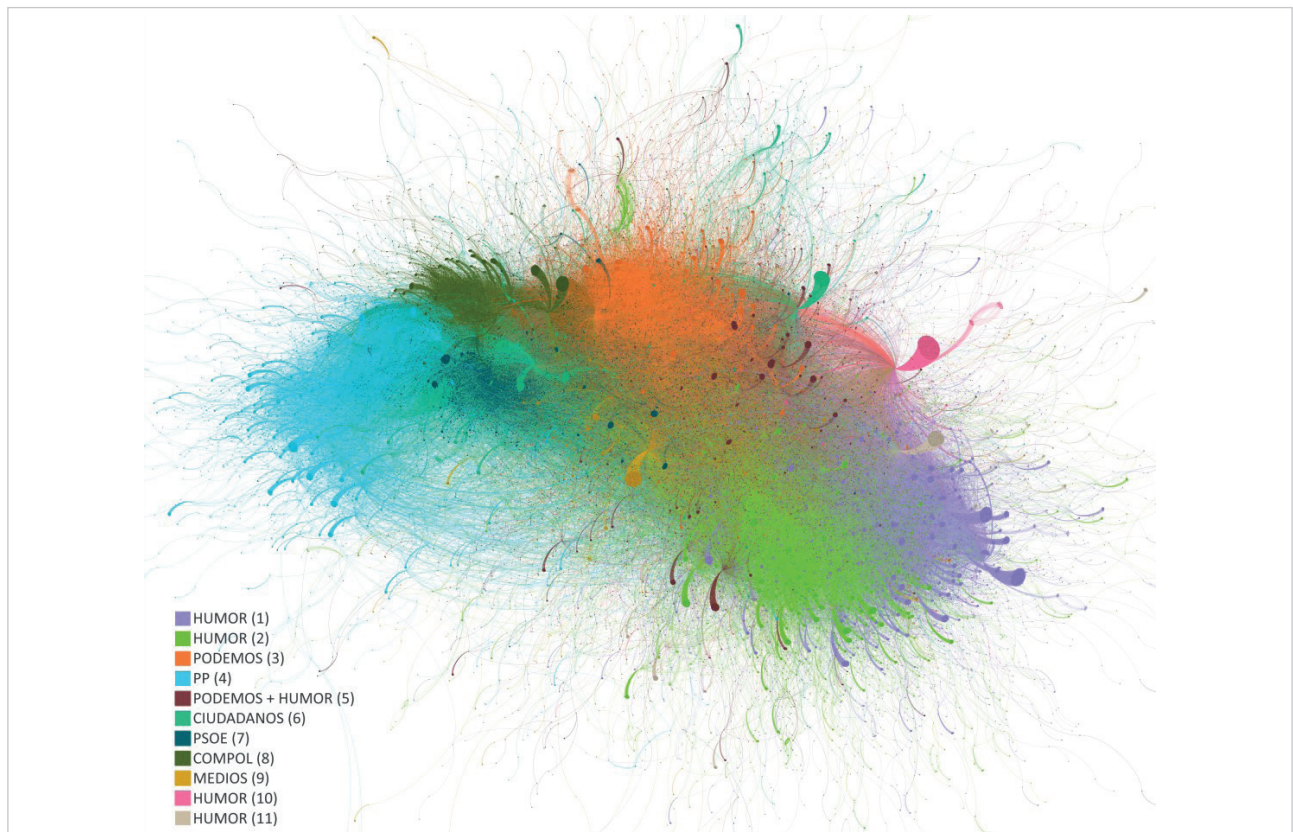 HUMOR (1)
HUMOR (2)
PODEMOS (3)
PP (4)
PODEMOS + HUMOR (5)
CIUDADANOS (6)
PSOE (7)
COMPOL (8)
MEDIOS (9)
HUMOR (10)
HUMOR (11)